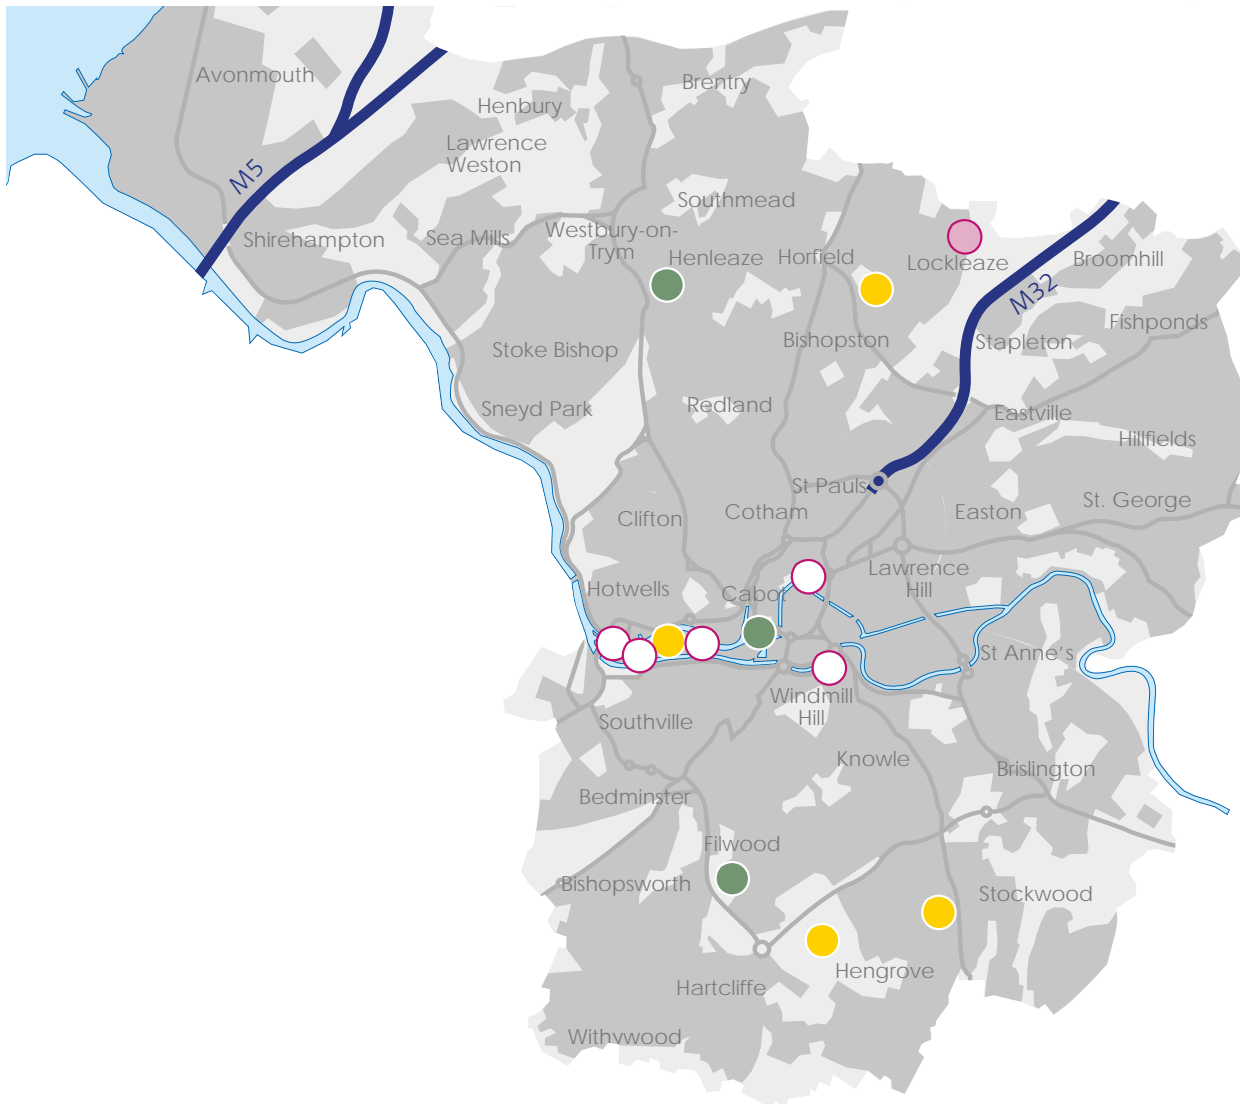 Avonmouth
Brentry
Henbury
Lawrence
Weston
M5
Southmead
Shirehampton
Sea Mills
Westbury-on-
Trym
Henleaze
Horfield
Lockleaze
Broomhill
M32
Fishponds
Stoke Bishop
Bishopston
Stapleton
Sneyd Park
Redland
Eastville
Hillfields
St Pauls
Clifton
Cotham
Easton
St. George
Hotwells
Cabot
Lawrence
Hill
St Anne's
Southville
Windmill
Hill
Knowle
Brislington
Bedminster
Filwood
Bishopsworth
Stockwood
Hengrove
Hartcliffe
Withywood